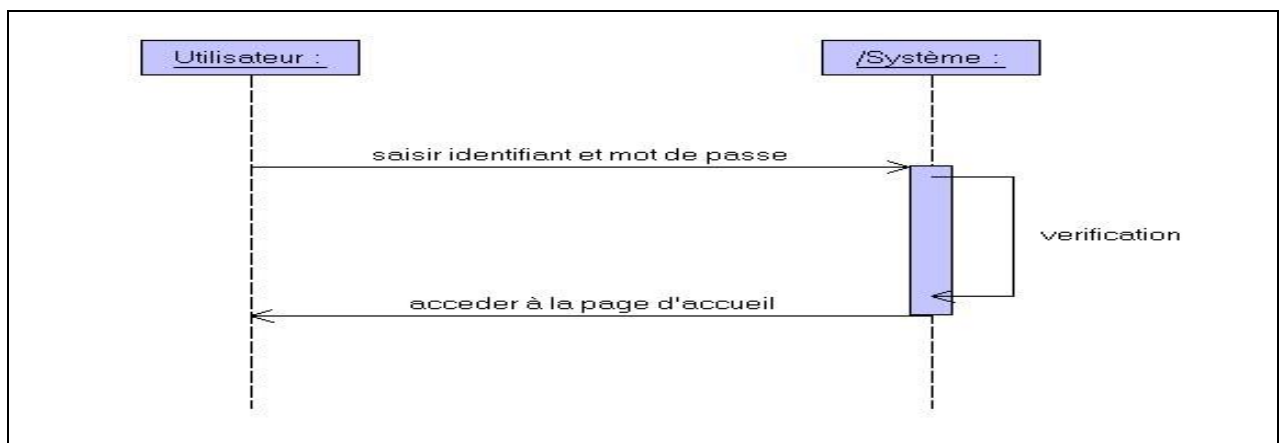 Utilisateur :
/Système :
saisir identifiant et mot de passe
verification
acceder à la page d'accueil